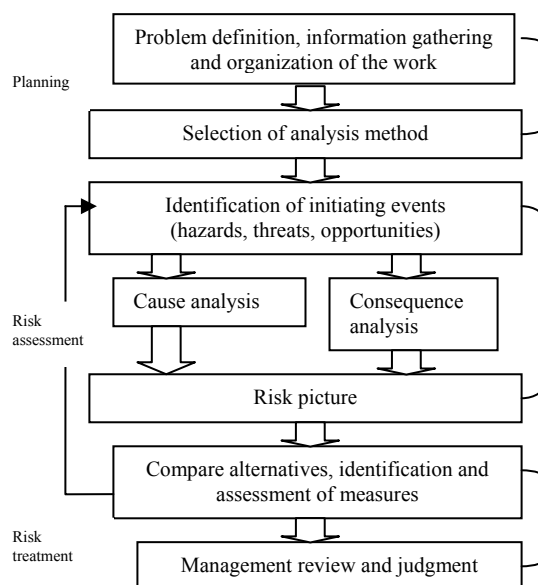 Problem definition, information gathering
and organization of the work
Planning
Selection of analysis method
Identification of initiating events
(hazards, threats, opportunities)
Cause analysis
Consequence
analysis
Risk
assessment
Risk picture
Compare alternatives, identification and
assessment of measures
Risk
treatment
Management review and judgment